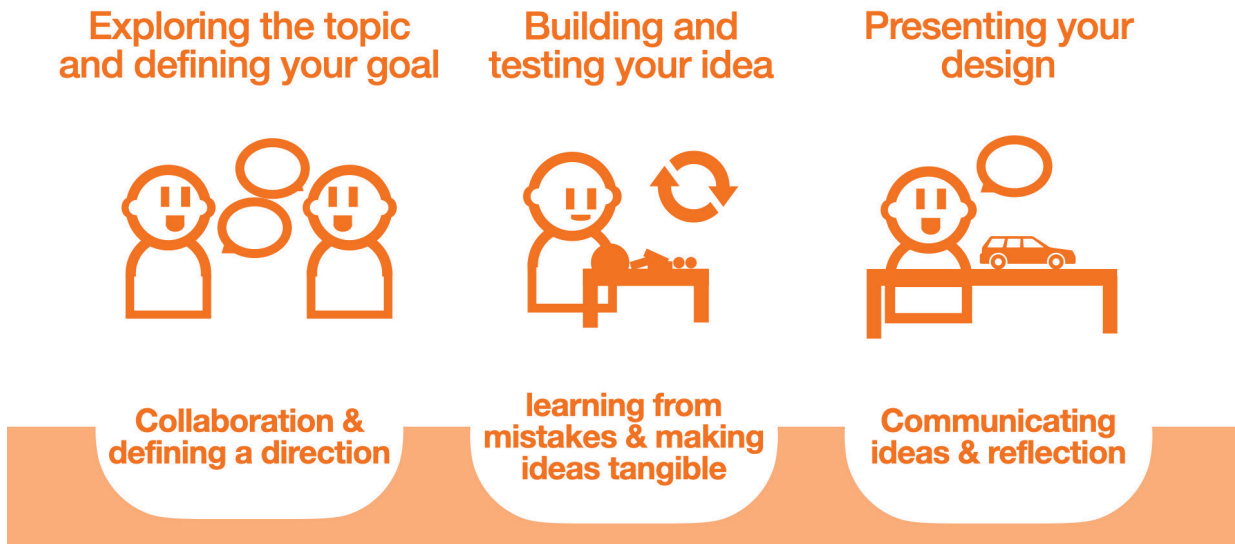 Exploring the topic
and defining your goal
Building and
testing your idea
Presenting your
design
Collaboration &
defining a direction
learning from
mistakes & making
ideas tangible
Communicating
ideas & reflection